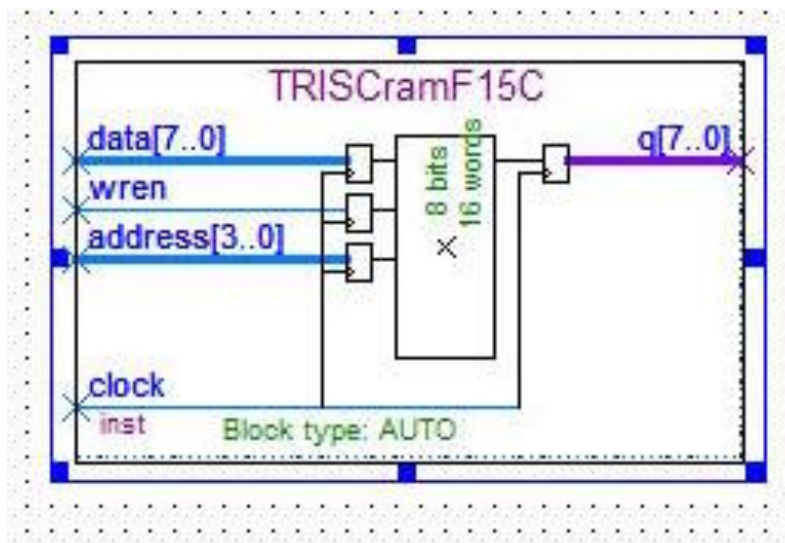 TRISCramF15C
data[7..0]
q[7..0]
wren
address[3..0]
8 bits
16 words
clock
inst
Block type: AUTO